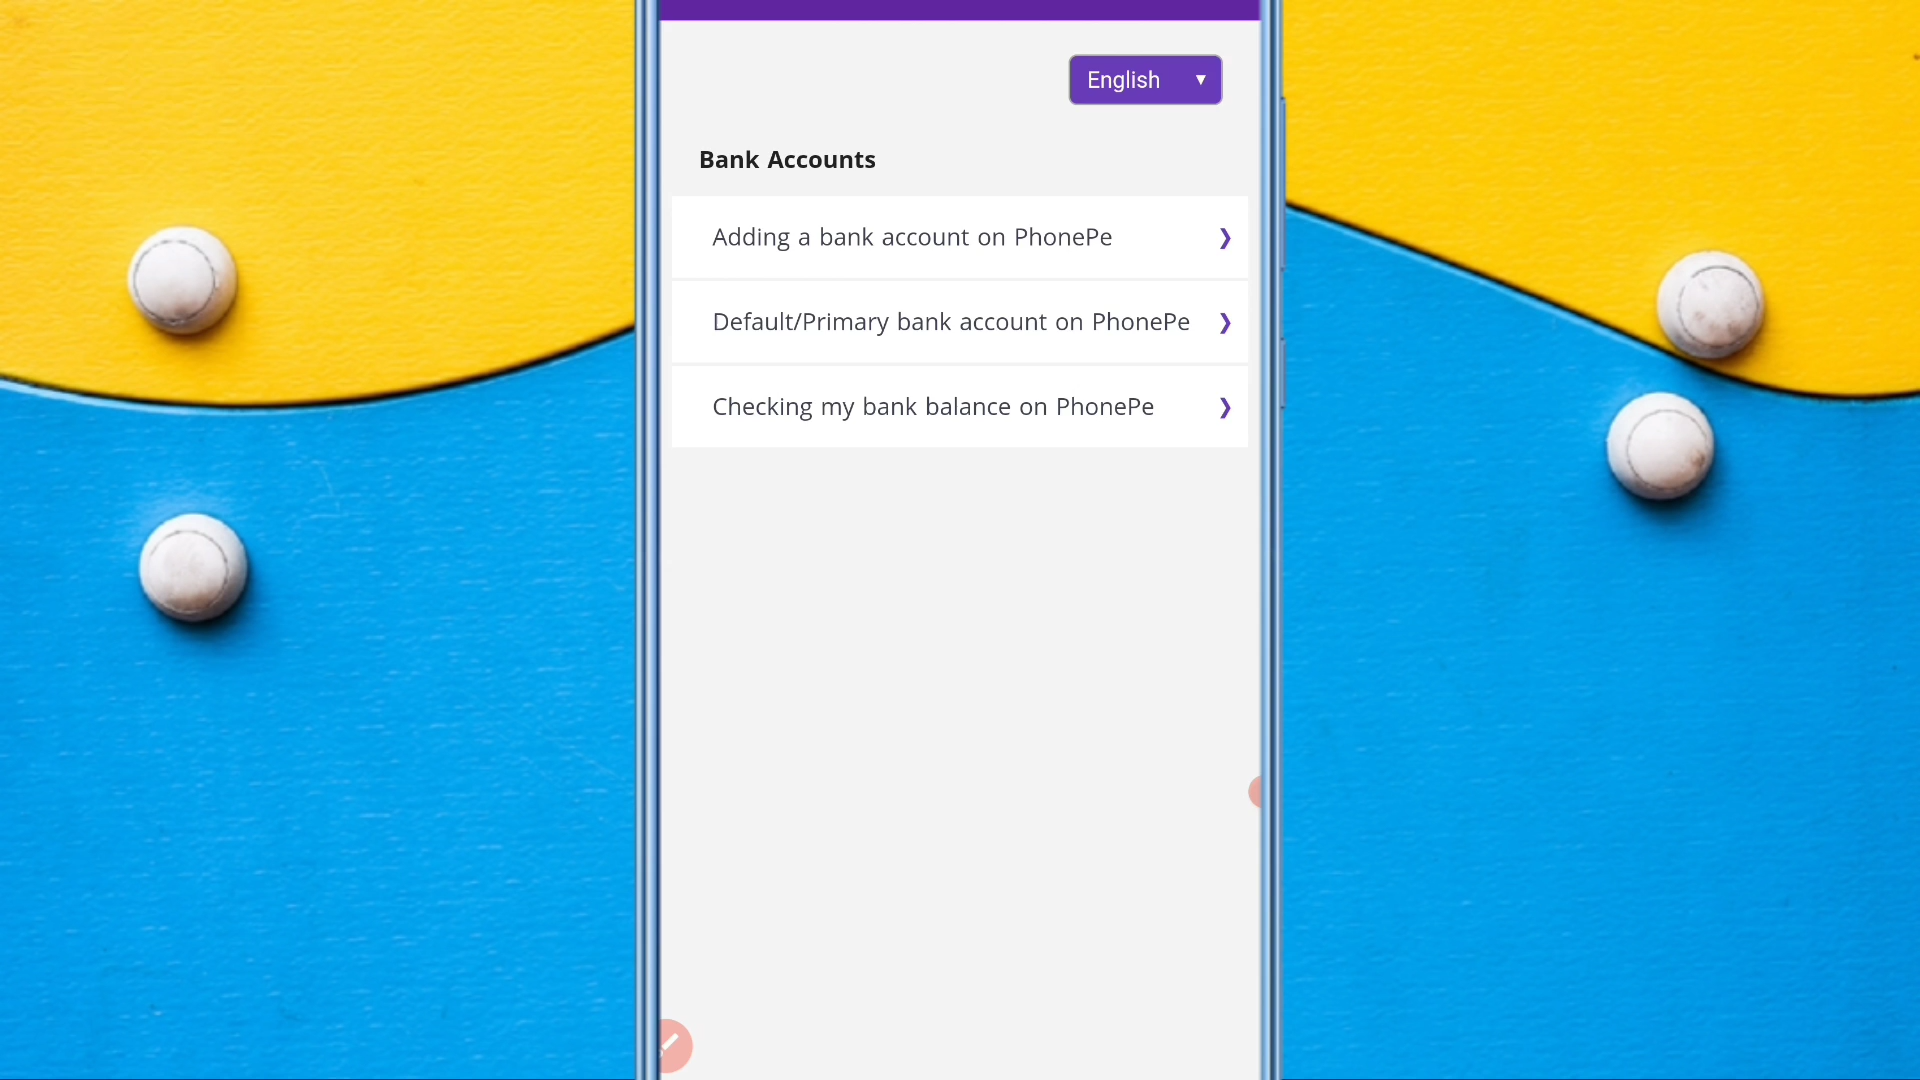 English
Bank Accounts
Adding a bank account on PhonePe
Default/Primary bank account on PhonePe
Checking my bank balance on PhonePe